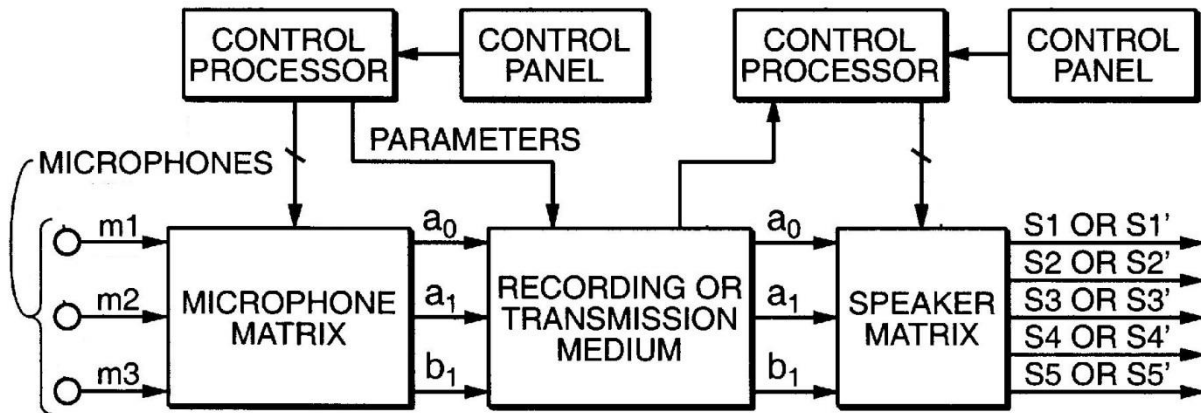 CONTROL
PROCESSOR
CONTROL
PANEL
CONTROL
PROCESSOR
CONTROL
PANEL
PARAMETERS
MICROPHONES
m1
m2
m3
MICROPHONE
MATRIX
a0
a1
b1
RECORDING OR
TRANSMISSION
MEDIUM
a0
a1
b1
SPEAKER
MATRIX
S1 OR S1'
S2 OR S2'
S3 OR S3'
S4 OR S4'
S5 OR S5'